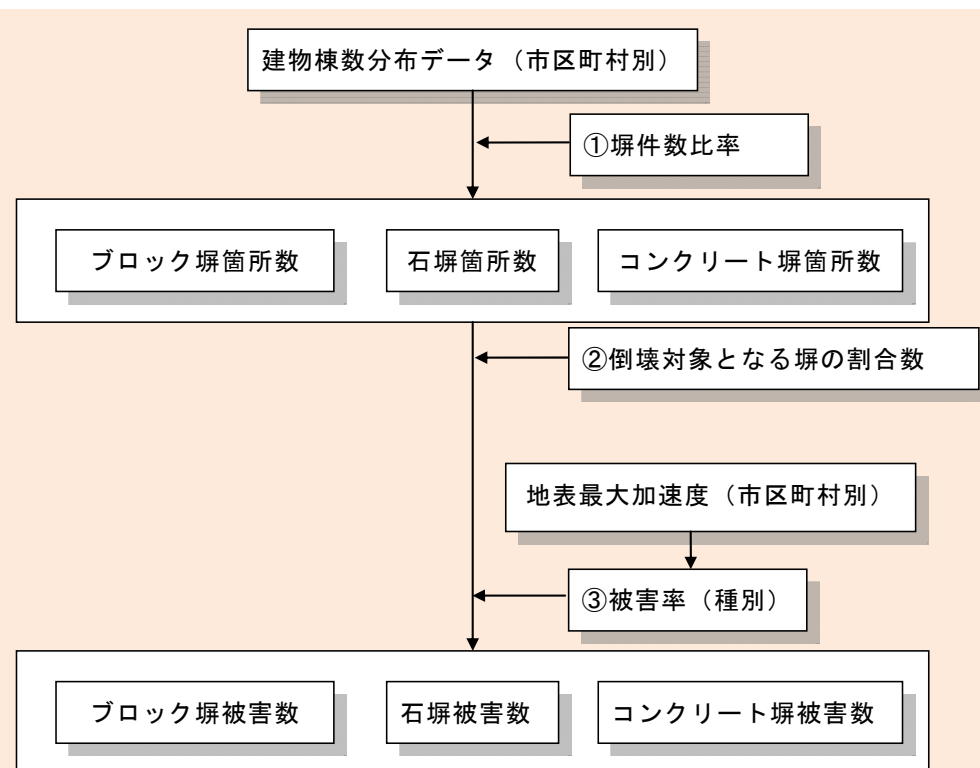 建物棟数分布データ（市区町村別）
①塀件数比率
ブロック塀箇所数
石塀箇所数
コンクリート塀箇所数
②倒壊対象となる塀の割合数
地表最大加速度（市区町村別）
③被害率（種別）
ブロック塀被害数
石塀被害数
コンクリート塀被害数